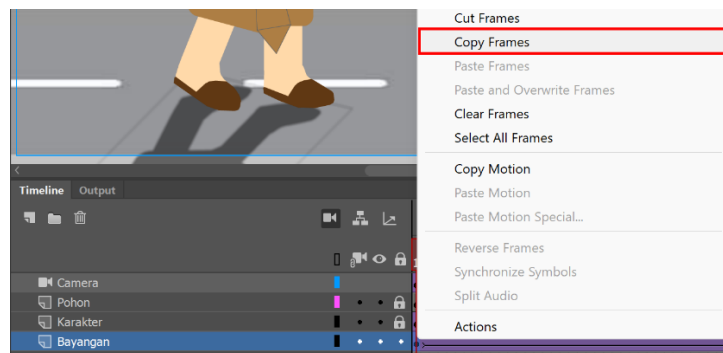 Cut Frames
Copy Frames
Paste Frames
Paste and Overwrite Frames
Clear Frames
Select All Frames
Copy Motion
Paste Motion
Paste Motion Special...
Reverse Frames
Synchronize Symbols
Split Audio
Actions
Timeline Output
Camera
Pohon
Karakter
Bayangan